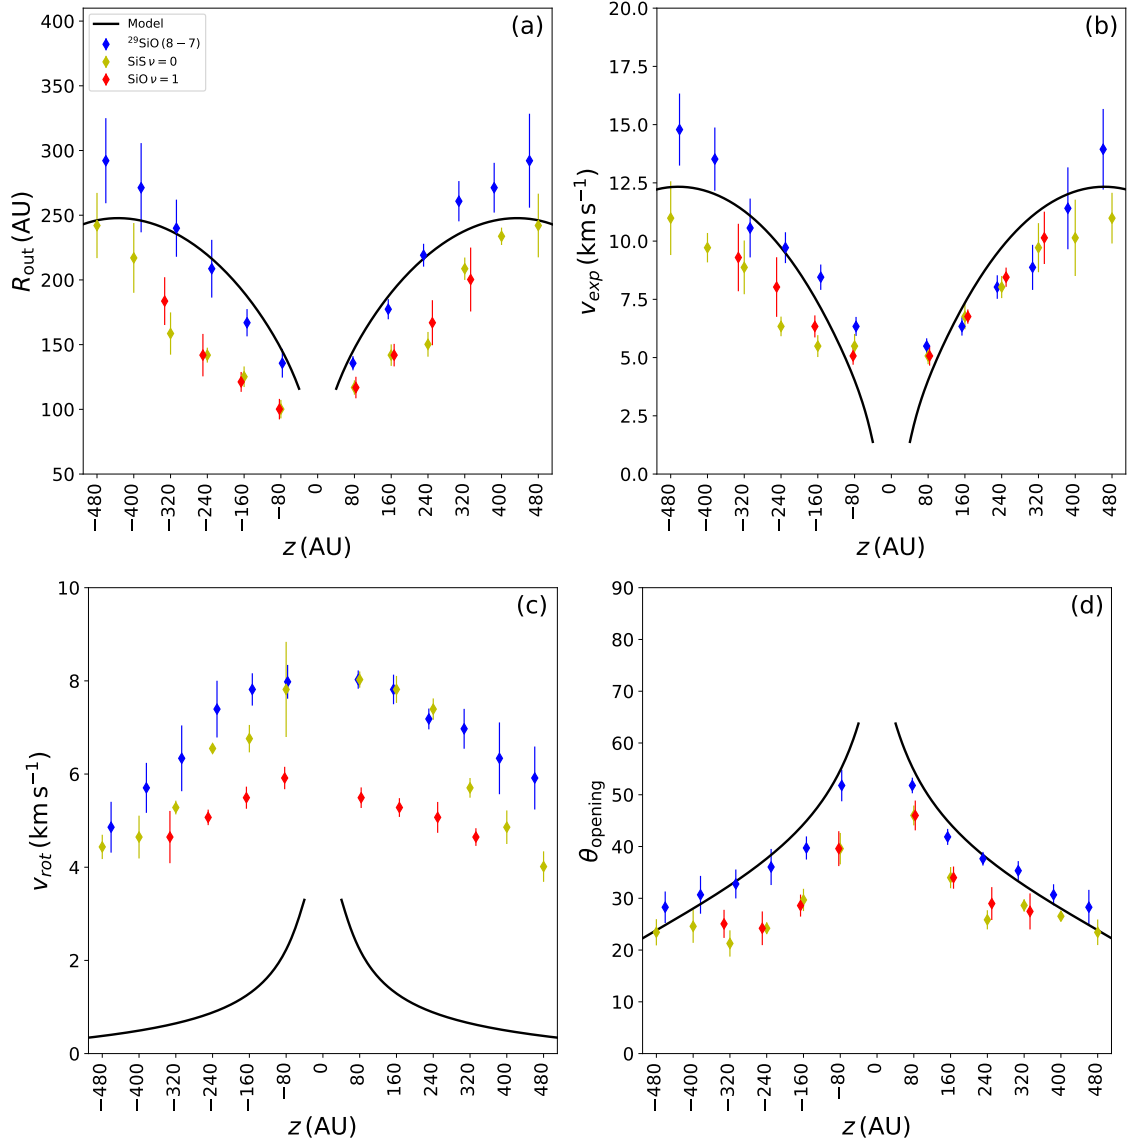 (a)
Model
²⁹SiO (8 − 7)
SiS ν = 0
SiO ν = 1
R_out (AU)
400
350
300
250
200
150
100
50
−480 −400 −320 −240 −160 −80 0 80 160 240 320 400 480
z (AU)
(b)
v_exp (km s⁻¹)
20.0
17.5
15.0
12.5
10.0
7.5
5.0
2.5
0.0
−480 −400 −320 −240 −160 −80 0 80 160 240 320 400 480
z (AU)
(c)
v_rot (km s⁻¹)
10
8
6
4
2
0
−480 −400 −320 −240 −160 −80 0 80 160 240 320 400 480
z (AU)
(d)
θ_opening
90
80
70
60
50
40
30
20
10
0
−480 −400 −320 −240 −160 −80 0 80 160 240 320 400 480
z (AU)